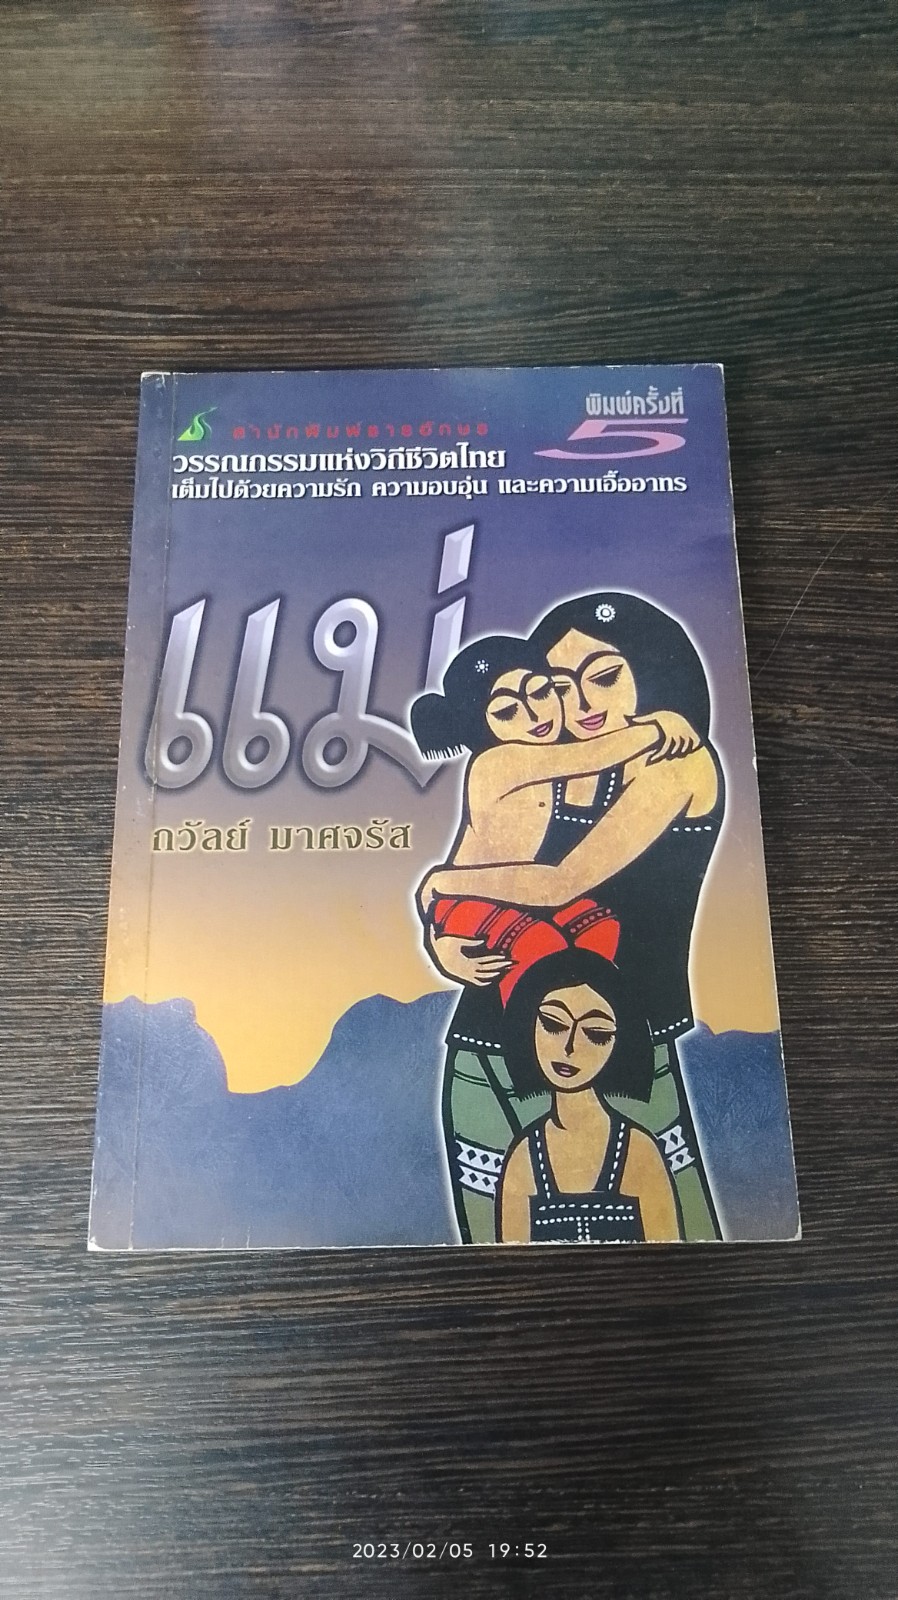 พิมพ์ครั้งที่
5
สำนักพิมพ์ธารอักษร
วรรณกรรมแห่งวิถีชีวิตไทย
เต็มไปด้วยความรัก ความอบอุ่น และความเอื้ออาทร
แม่
ถวัลย์ มาศจรัส
2023/02/05 19:52